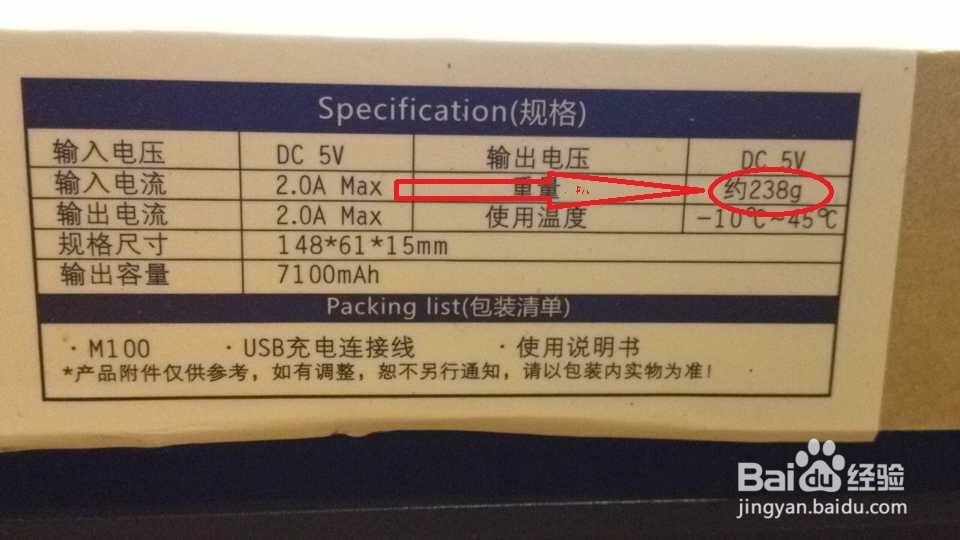 Specification(规格)
输入电压 DC 5V 输出电压 DC 5V
输入电流 2.0A Max 重量 约238g
输出电流 2.0A Max 使用温度 -10℃~45℃
规格尺寸 148*61*15mm
输出容量 7100mAh
Packing list(包装清单)
·M100 ·USB充电连接线 ·使用说明书
*产品附件仅供参考，如有调整，恕不另行通知，请以包装内实物为准！
Baidu经验
jingyan.baidu.com